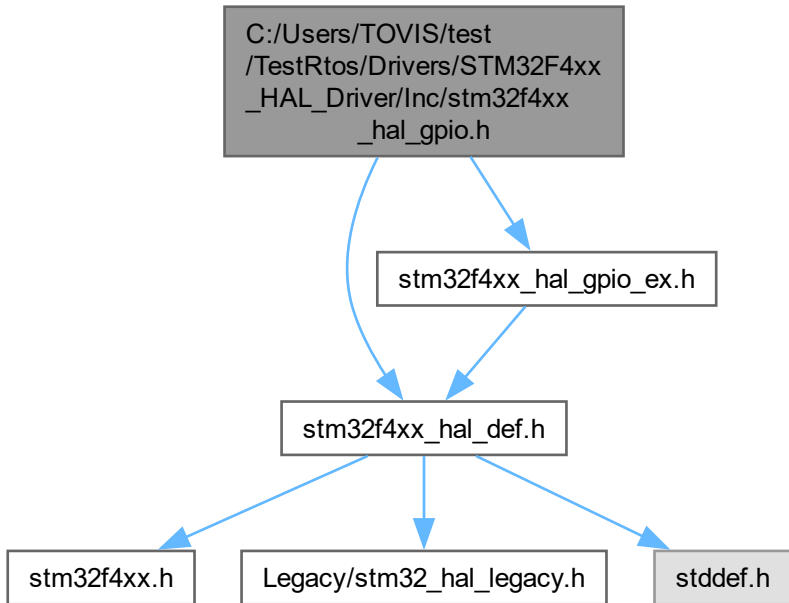 C:/Users/TOVIS/test
/TestRtos/Drivers/STM32F4xx
_HAL_Driver/Inc/stm32f4xx
_hal_gpio.h
stm32f4xx_hal_gpio_ex.h
stm32f4xx_hal_def.h
stm32f4xx.h
Legacy/stm32_hal_legacy.h
stddef.h